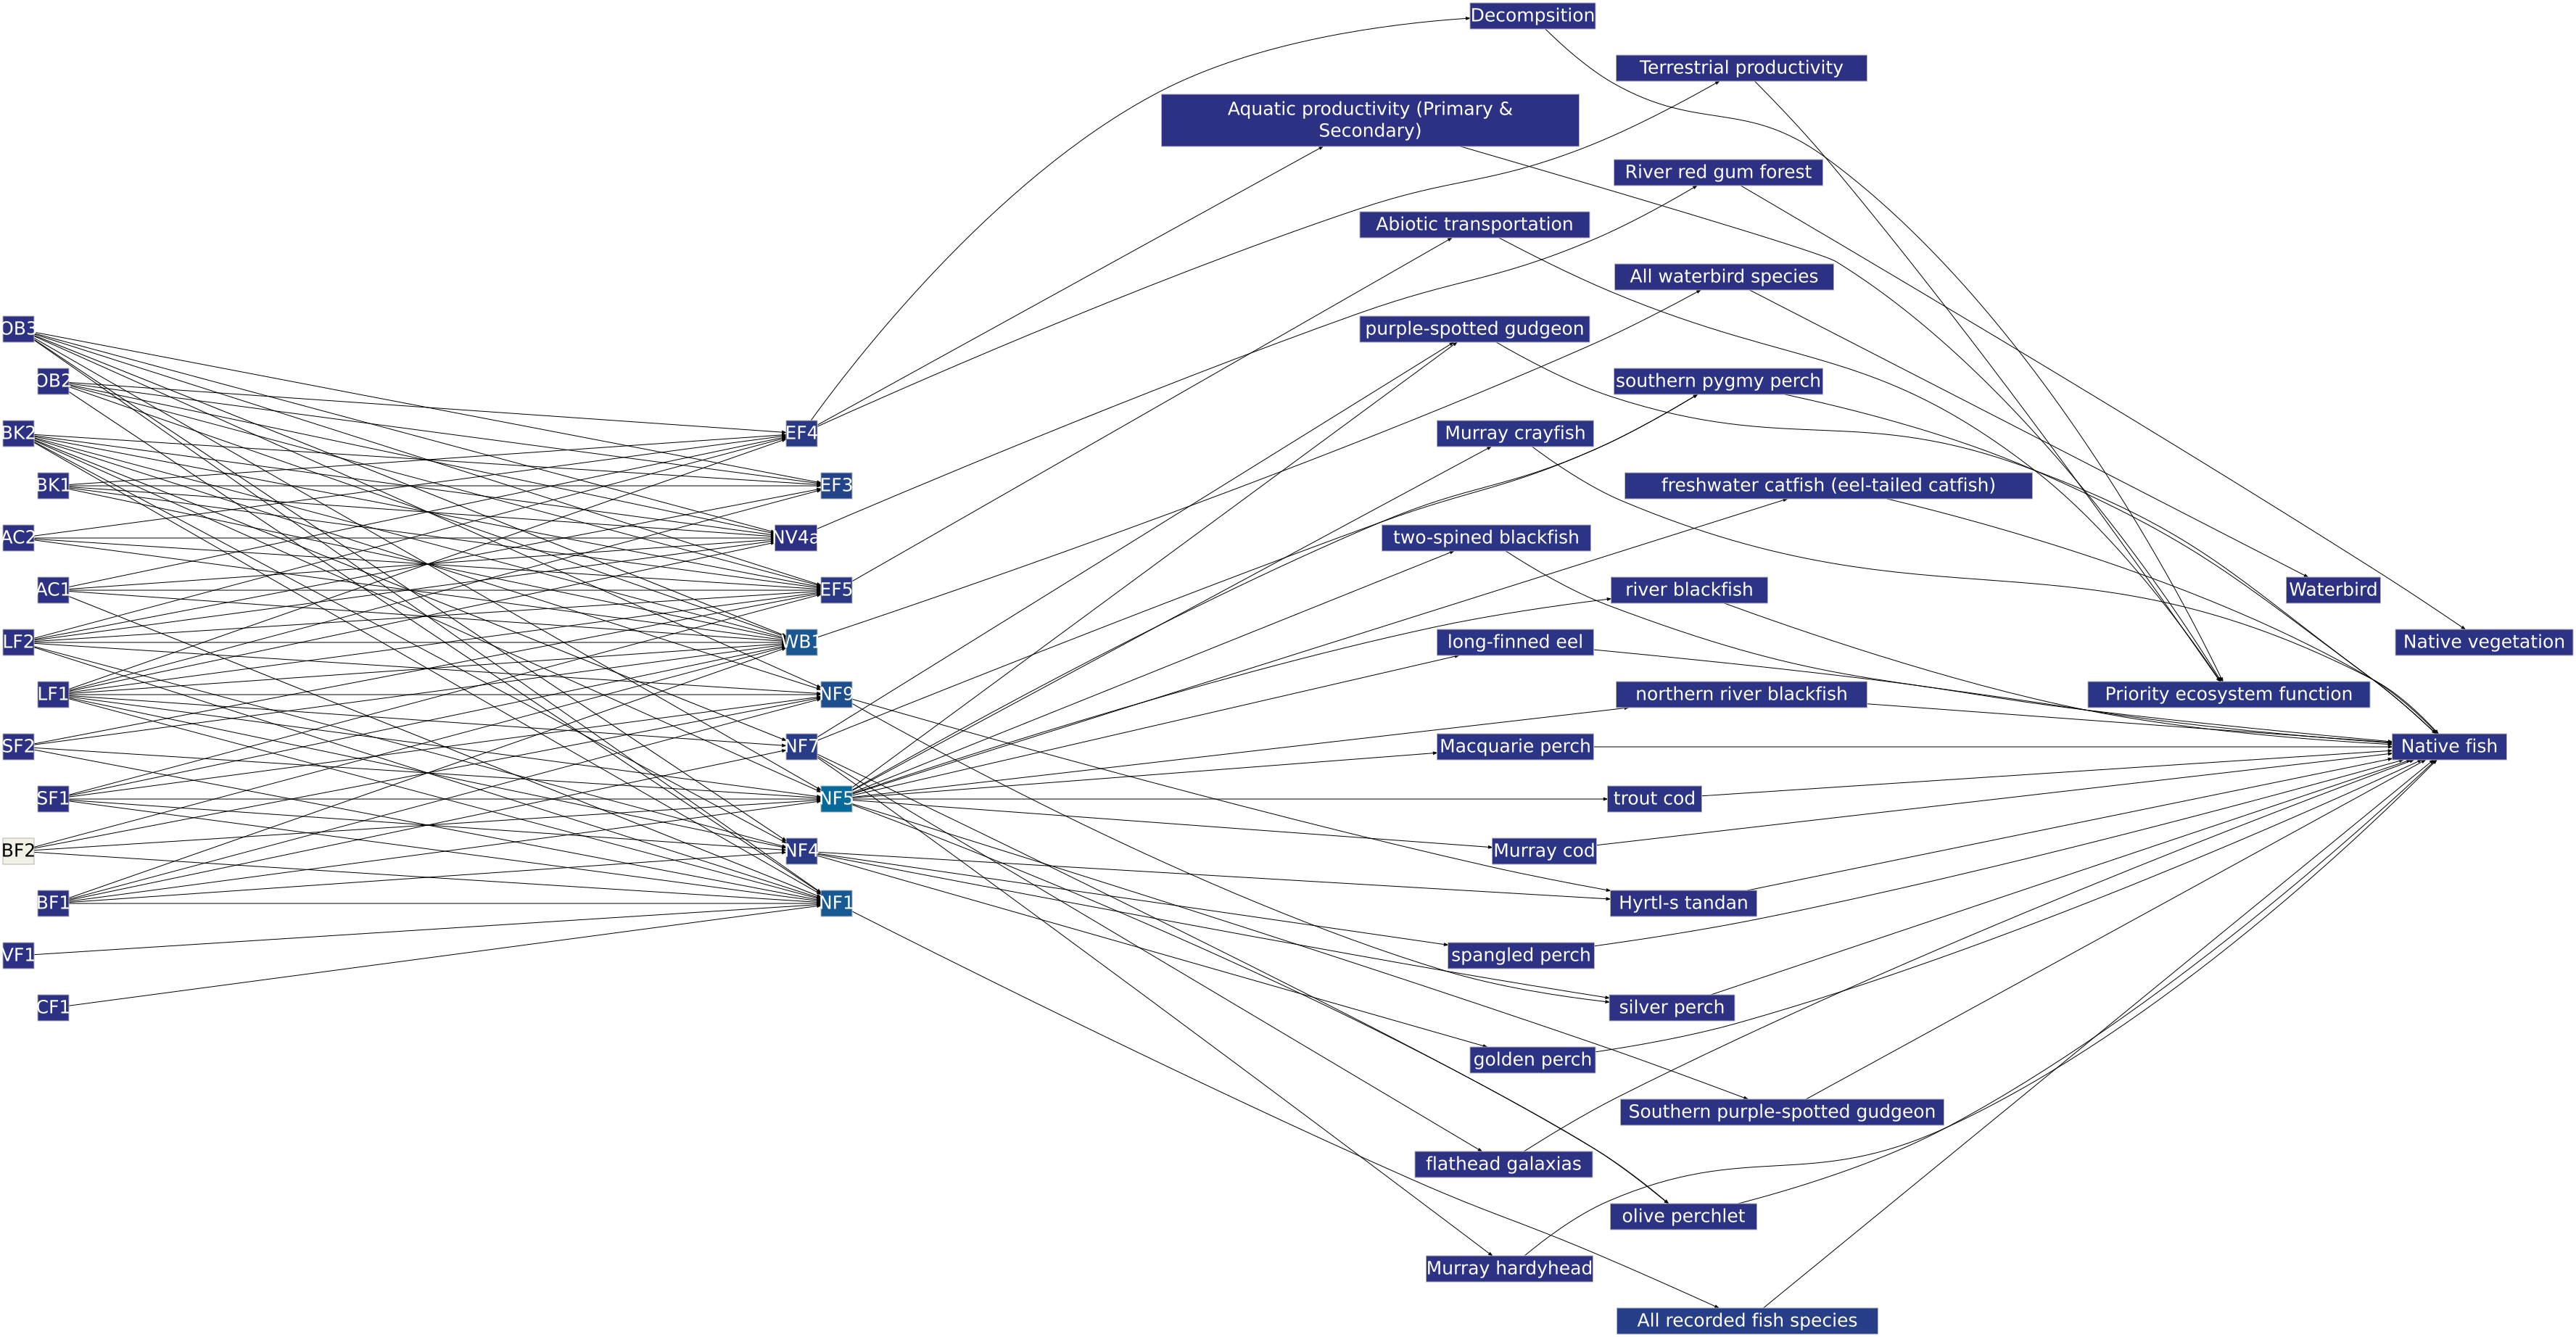 OB3
OB2
BK2
BK1
AC2
AC1
LF2
LF1
SF2
SF1
BF2
BF1
VF1
CF1
EF4
EF3
NV4a
EF5
WB1
NF9
NF7
NF5
NF4
NF1
Decompsition
Terrestrial productivity
Aquatic productivity (Primary &
Secondary)
River red gum forest
Abiotic transportation
All waterbird species
purple-spotted gudgeon
southern pygmy perch
Murray crayfish
freshwater catfish (eel-tailed catfish)
two-spined blackfish
river blackfish
long-finned eel
northern river blackfish
Macquarie perch
trout cod
Murray cod
Hyrtl-s tandan
spangled perch
silver perch
golden perch
Southern purple-spotted gudgeon
flathead galaxias
olive perchlet
Murray hardyhead
All recorded fish species
Waterbird
Native vegetation
Priority ecosystem function
Native fish